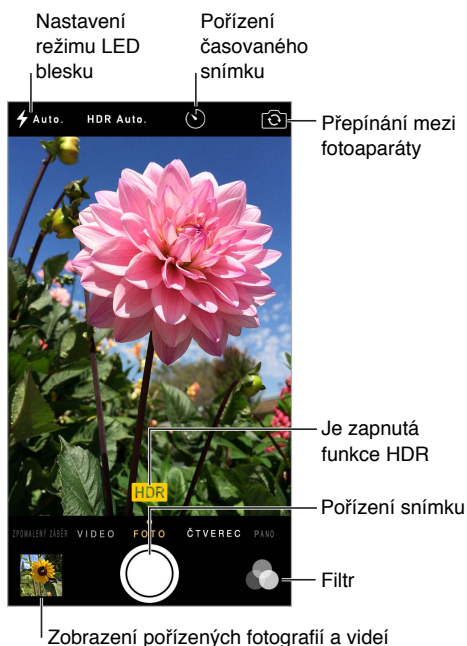 Nastavení
režimu LED
blesku
Pořízení
časovaného
snímku
Auto.
HDR Auto.
Přepínání mezi
fotoaparáty
Je zapnutá
funkce HDR
HDR
Pořízení snímku
ZPOMALENÝ ZÁBĚR VIDEO FOTO ČTVEREC PANO
Filtr
Zobrazení pořízených fotografií a videí